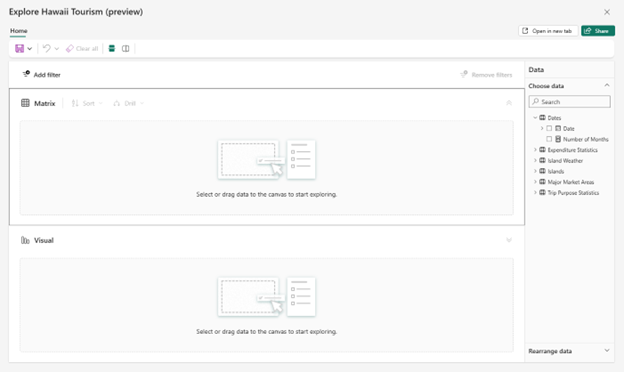 Explore Hawaii Tourism (preview)
Home
Open in new tab
Share
Clear all
Add filter
Remove filters
Matrix
Sort
Drill
Select or drag data to the canvas to start exploring.
Visual
Select or drag data to the canvas to start exploring.
Data
Choose data
Search
Dates
Date
Number of Months
Expenditure Statistics
Island Weather
Islands
Major Market Areas
Trip Purpose Statistics
Rearrange data